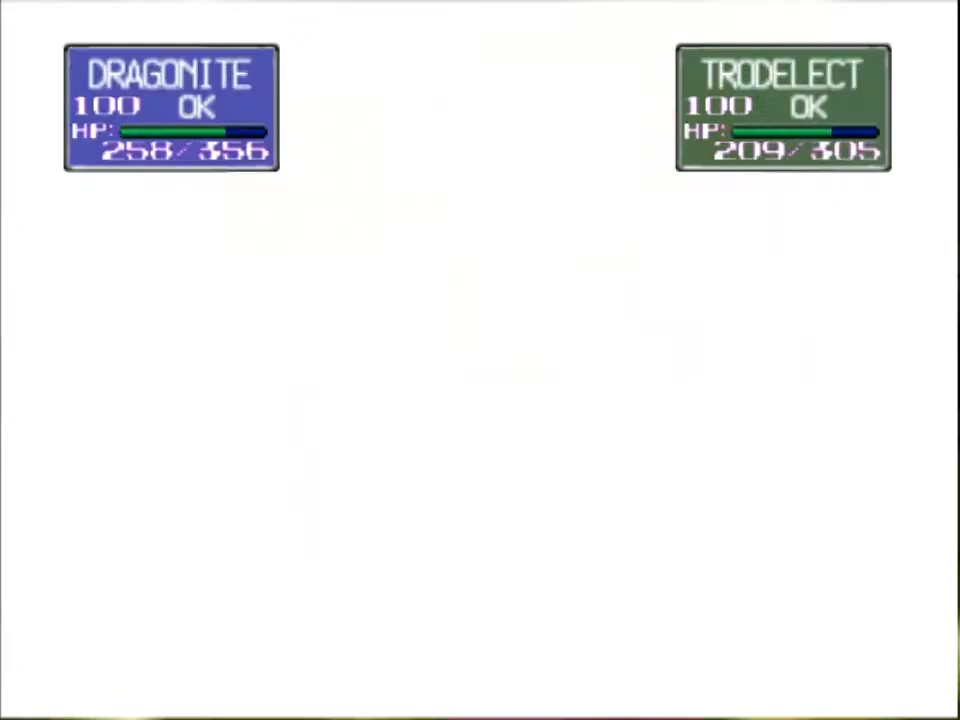 DRAGONITE
100 OK
HP:
258/356
TRODELECT
100 OK
HP:
209/305